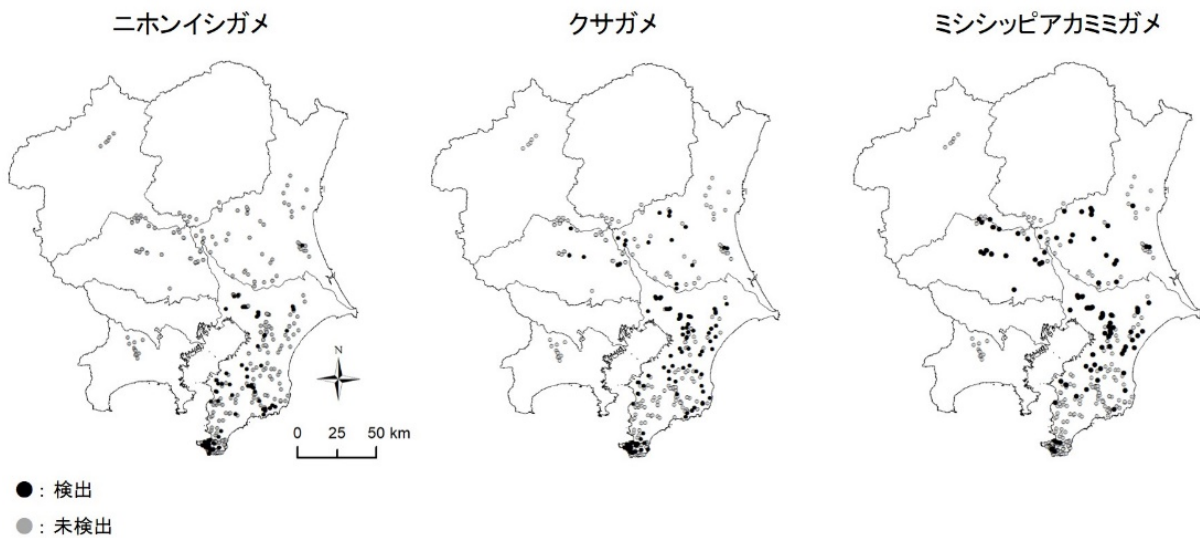 ニホンイシガメ
クサガメ
ミシシッピアカミミガメ
N
0 25 50 km
● : 検出
● : 未検出